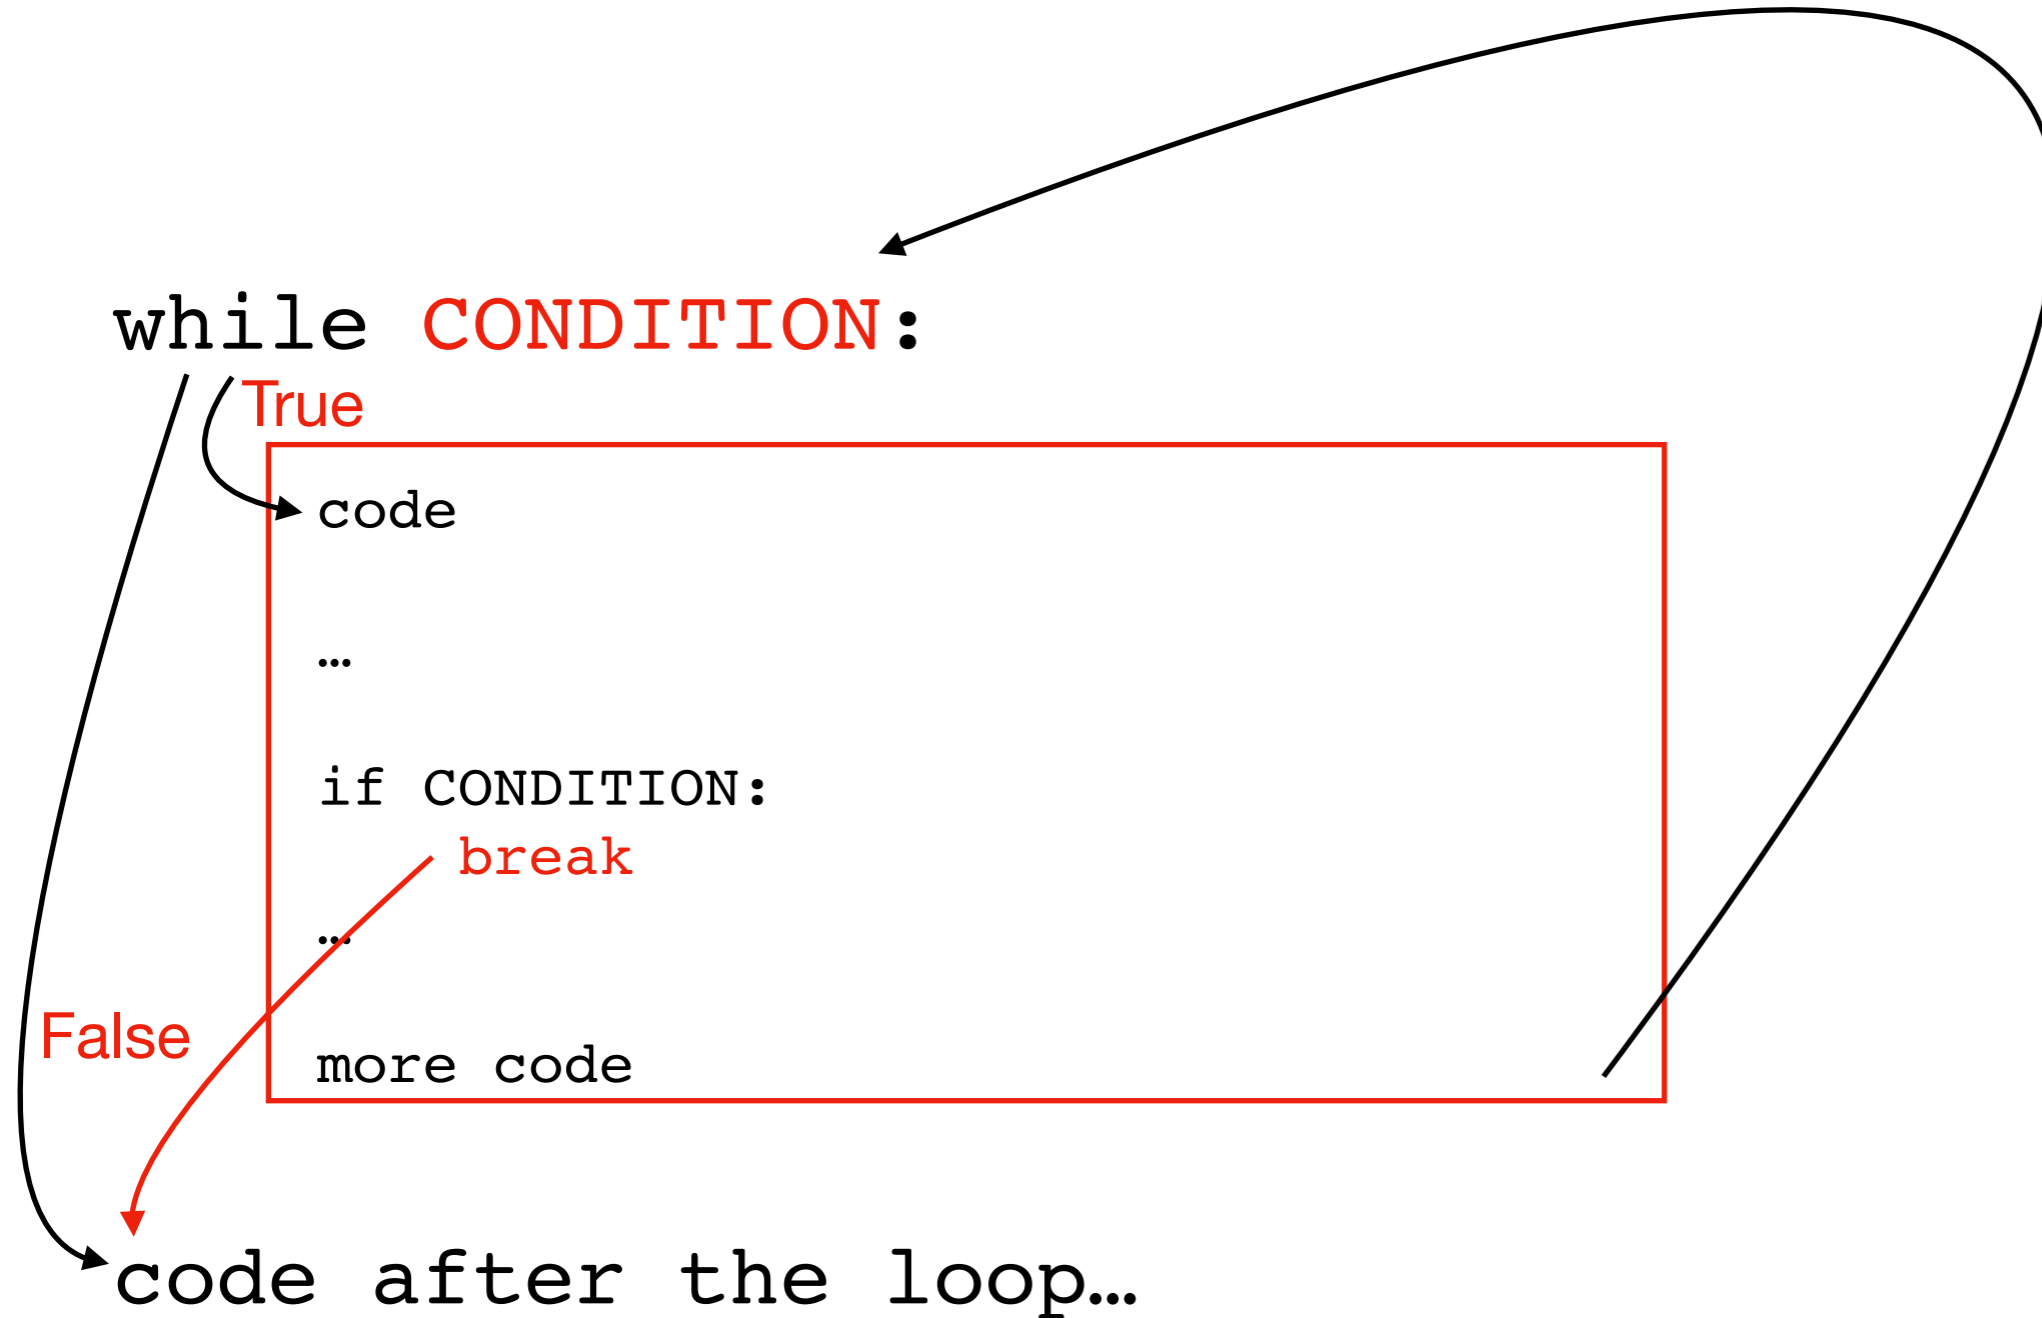 while CONDITION:
True
code
…
if CONDITION:
break
…
False
more code
code after the loop…